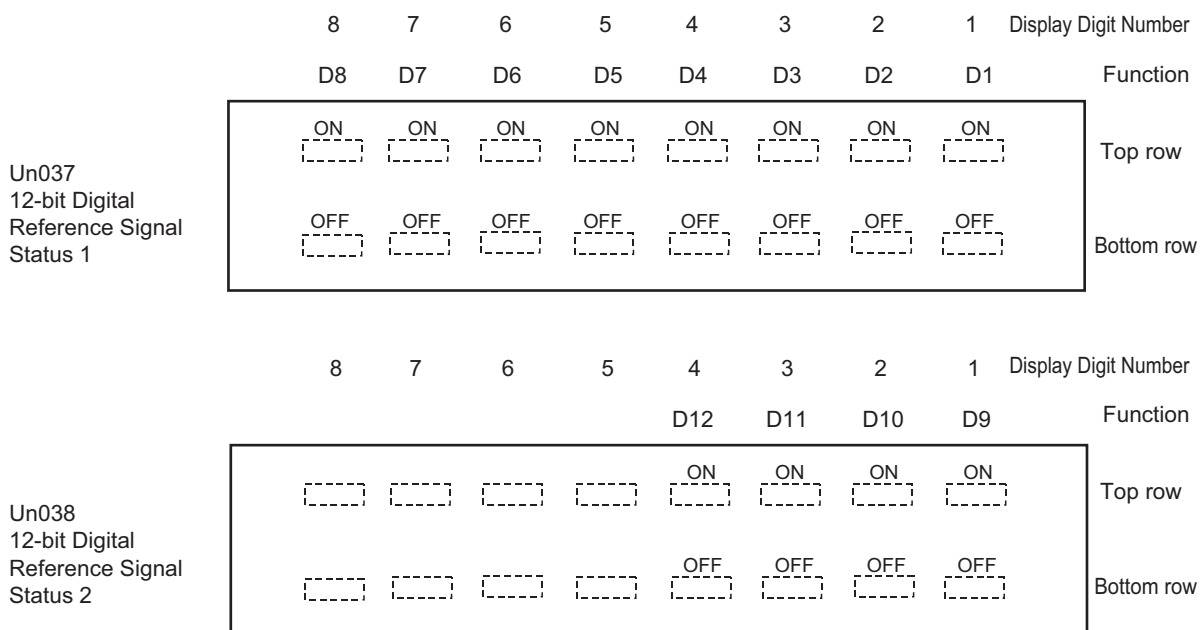 8 7 6 5 4 3 2 1 Display Digit Number
D8 D7 D6 D5 D4 D3 D2 D1 Function
ON ON ON ON ON ON ON ON
Top row
Un037
12-bit Digital
Reference Signal
Status 1
OFF OFF OFF OFF OFF OFF OFF OFF
Bottom row
8 7 6 5 4 3 2 1 Display Digit Number
D12 D11 D10 D9 Function
ON ON ON ON
Top row
Un038
12-bit Digital
Reference Signal
Status 2
OFF OFF OFF OFF
Bottom row